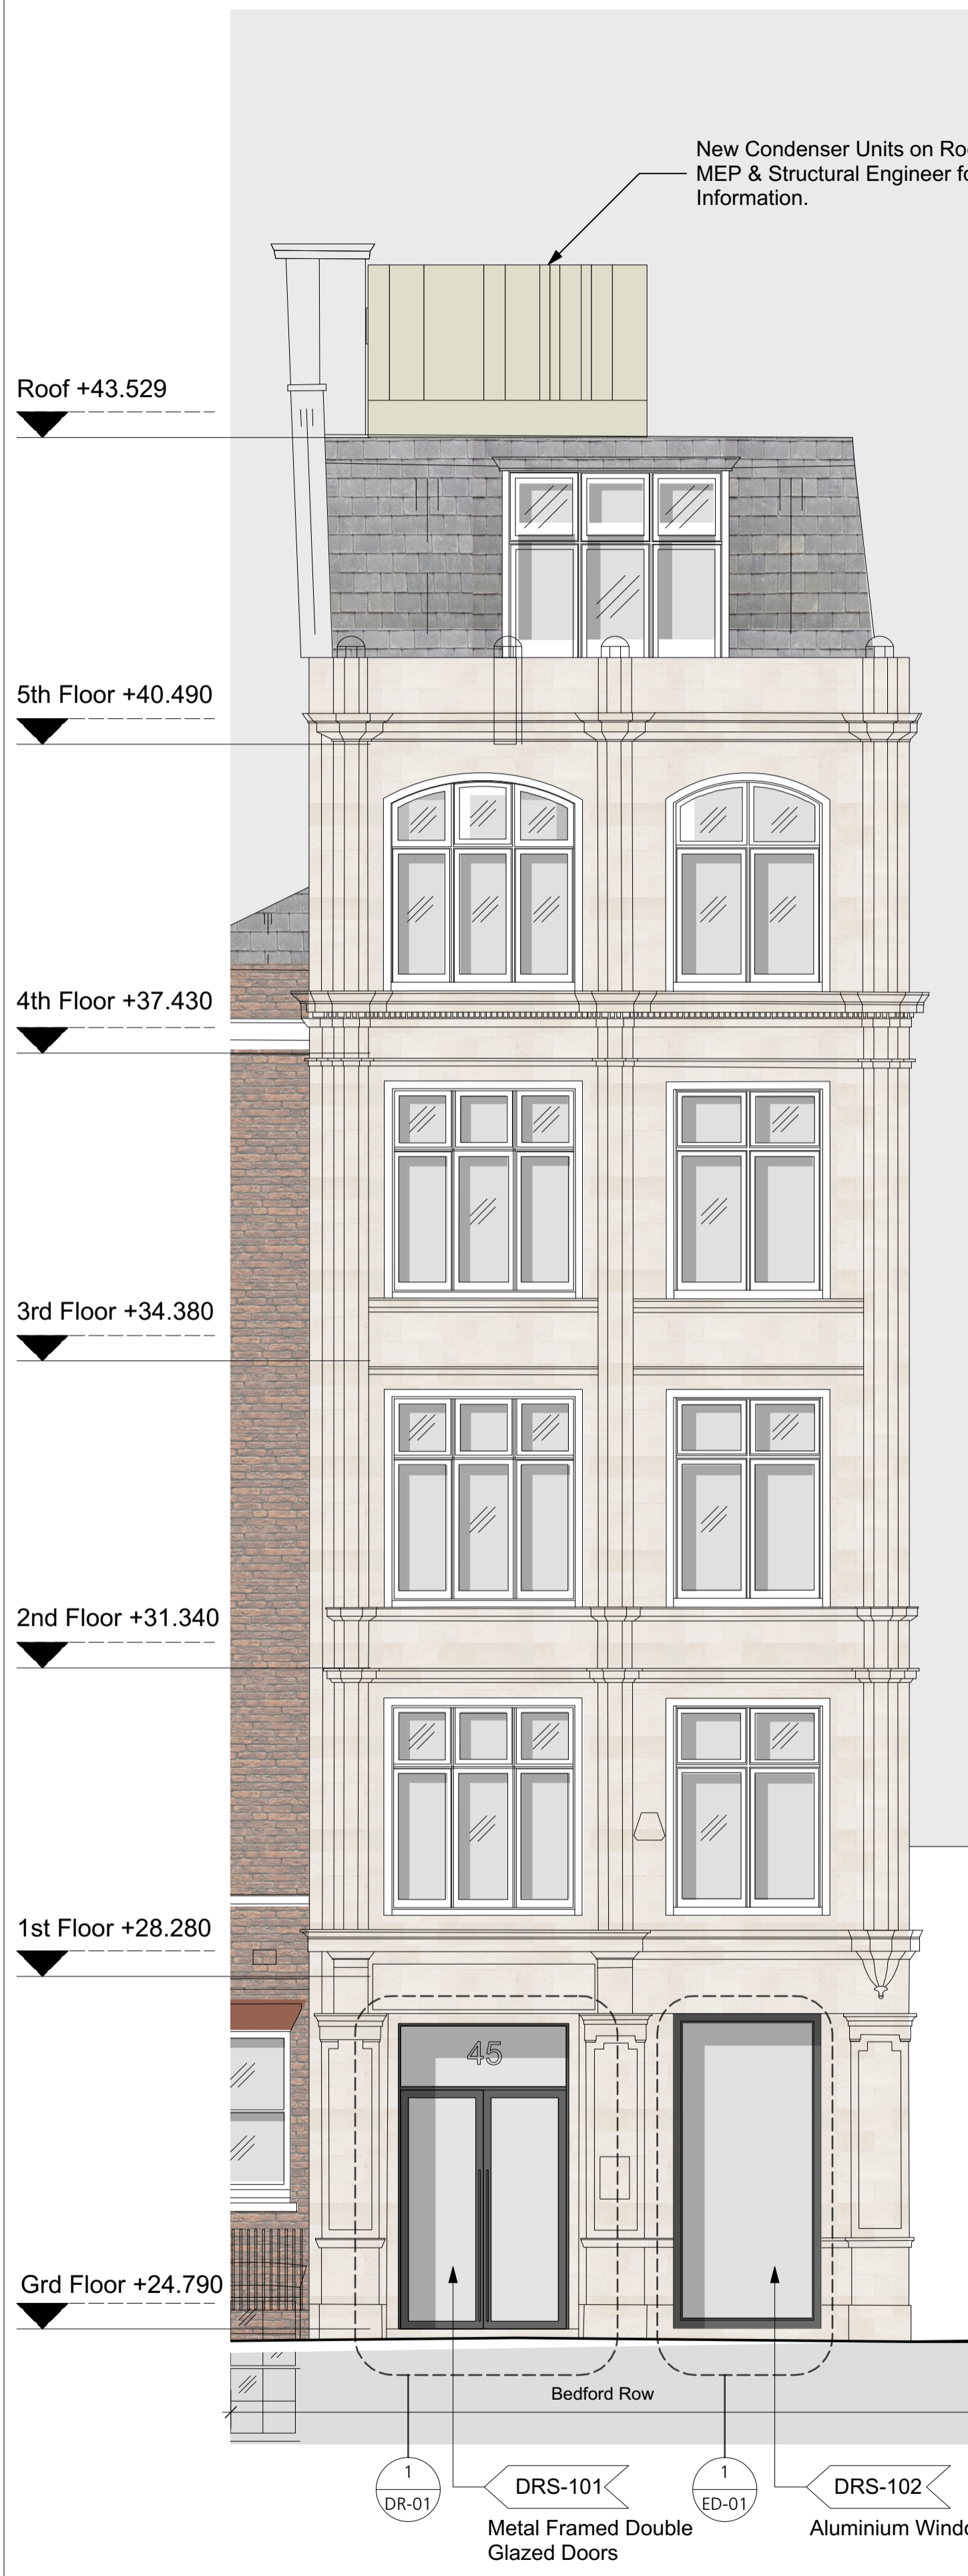 New Condenser Units on
MEP & Structural Engineer
Information.
Roof +43.529
5th Floor +40.490
4th Floor +37.430
3rd Floor +34.380
2nd Floor +31.340
1st Floor +28.280
45
Grd Floor +24.790
Bedford Row
1
DR-01
DRS-101
1
ED-01
DRS-102
Metal Framed Double
Glazed Doors
Aluminium